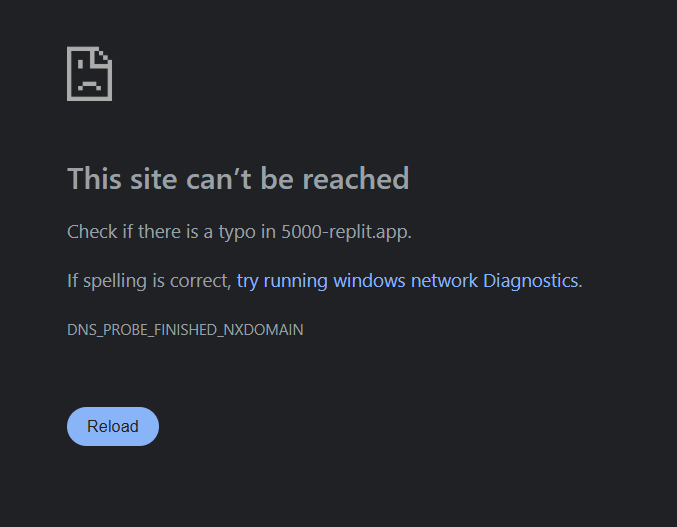 This site can’t be reached
Check if there is a typo in 5000-replit.app.
If spelling is correct, try running windows network Diagnostics.
DNS_PROBE_FINISHED_NXDOMAIN
Reload